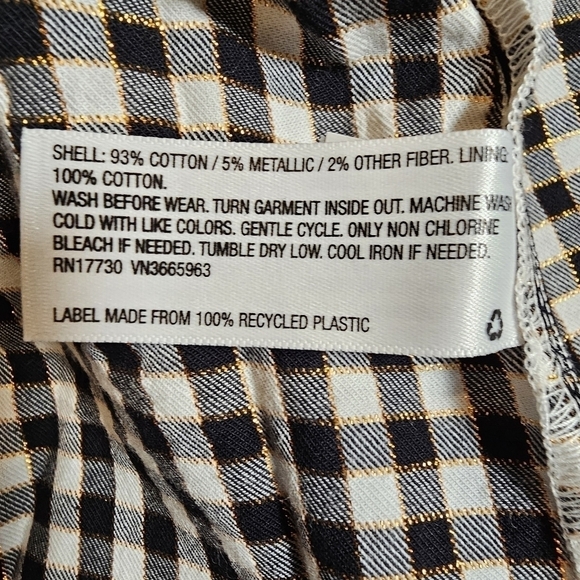 SHELL: 93% COTTON / 5% METALLIC / 2% OTHER FIBER. LINING
100% COTTON.
WASH BEFORE WEAR. TURN GARMENT INSIDE OUT. MACHINE WASH
COLD WITH LIKE COLORS. GENTLE CYCLE. ONLY NON CHLORINE
BLEACH IF NEEDED. TUMBLE DRY LOW. COOL IRON IF NEEDED.
RN17730 VN3665963
LABEL MADE FROM 100% RECYCLED PLASTIC